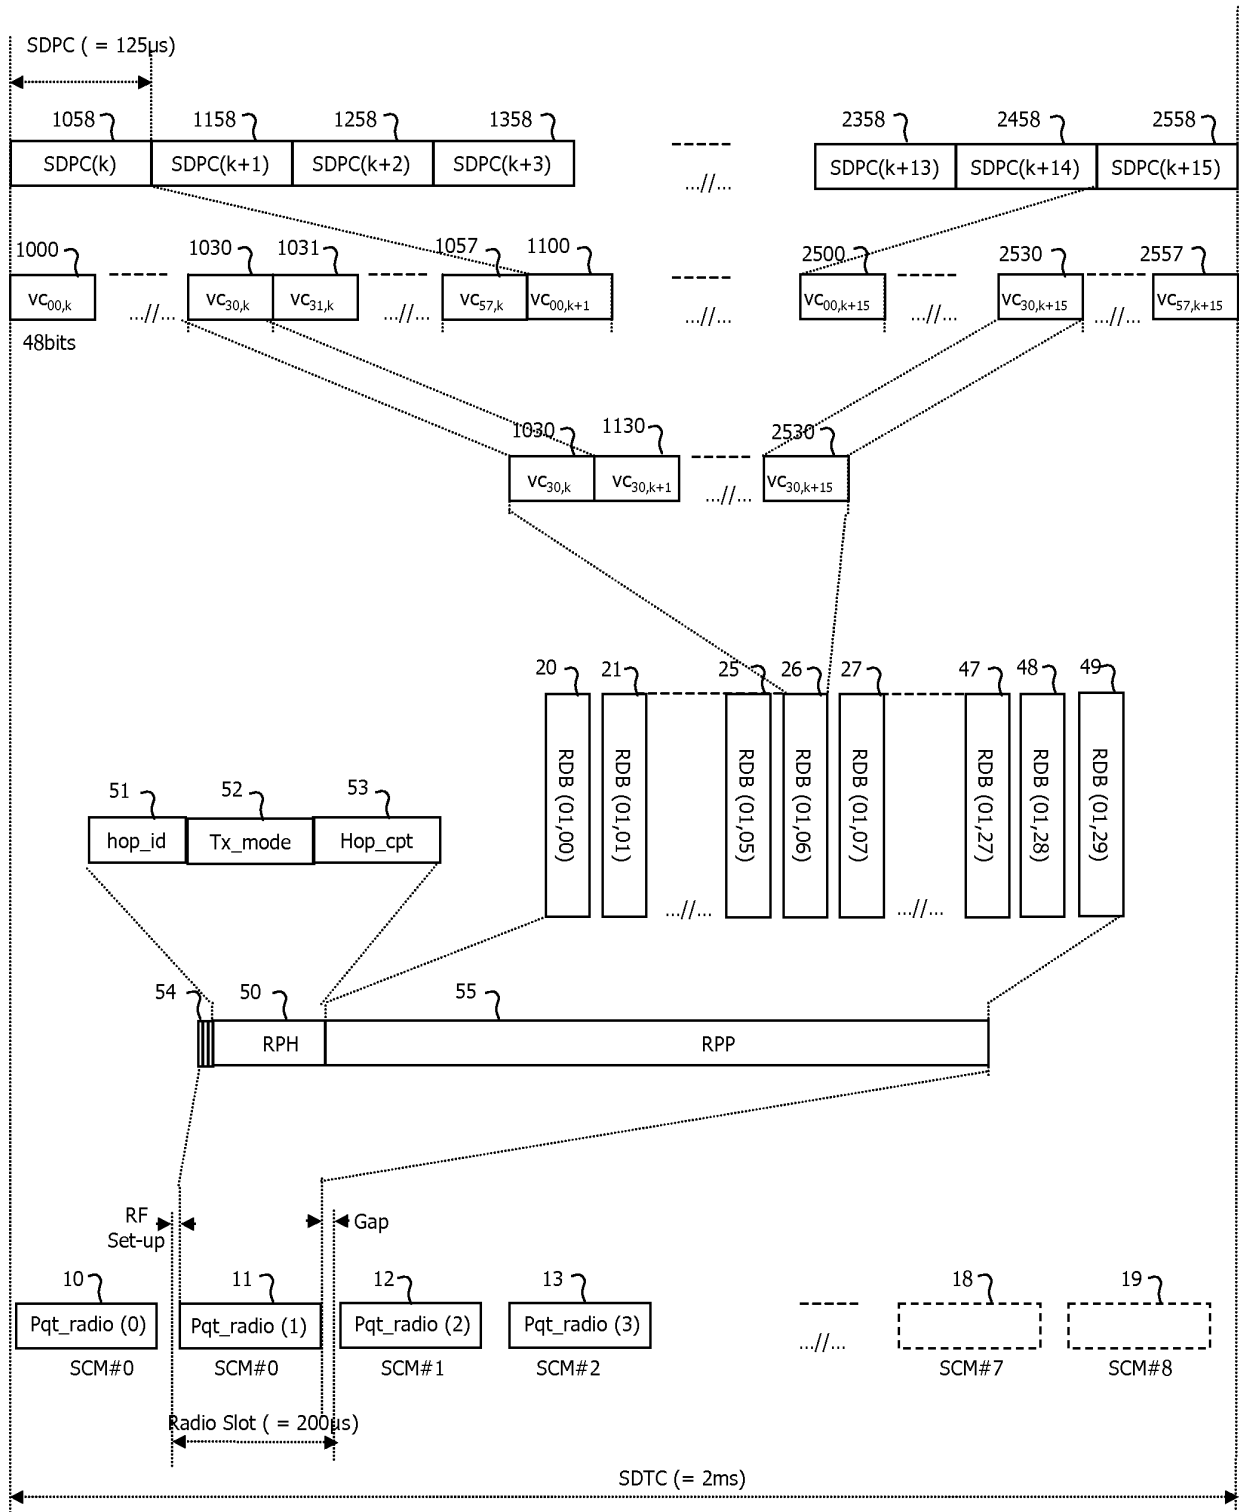 SDPC ( = 125µs)
1058 1158 1258 1358 2358 2458 2558
SDPC(k) SDPC(k+1) SDPC(k+2) SDPC(k+3) ...//... SDPC(k+13) SDPC(k+14) SDPC(k+15)
1000 1030 1031 1057 1100 2500 2530 2557
vc00,k ...//... vc30,k vc31,k ...//... vc57,k vc00,k+1 ...//... vc00,k+15 ...//... vc30,k+15 ...//... vc57,k+15
48bits
1030 1130 2530
vc30,k vc30,k+1 ...//... vc30,k+15
20 21 25 26 27 47 48 49
RDB (01,00) RDB (01,01) ...//... RDB (01,05) RDB (01,06) RDB (01,07) ...//... RDB (01,27) RDB (01,28) RDB (01,29)
51 52 53
hop_id Tx_mode Hop_cpt
54 50 55
RPH RPP
RF
Set-up
Gap
10 11 12 13 18 19
Pqt_radio (0) Pqt_radio (1) Pqt_radio (2) Pqt_radio (3) ...//...
SCM#0 SCM#0 SCM#1 SCM#2 SCM#7 SCM#8
Radio Slot ( = 200µs)
SDTC (= 2ms)